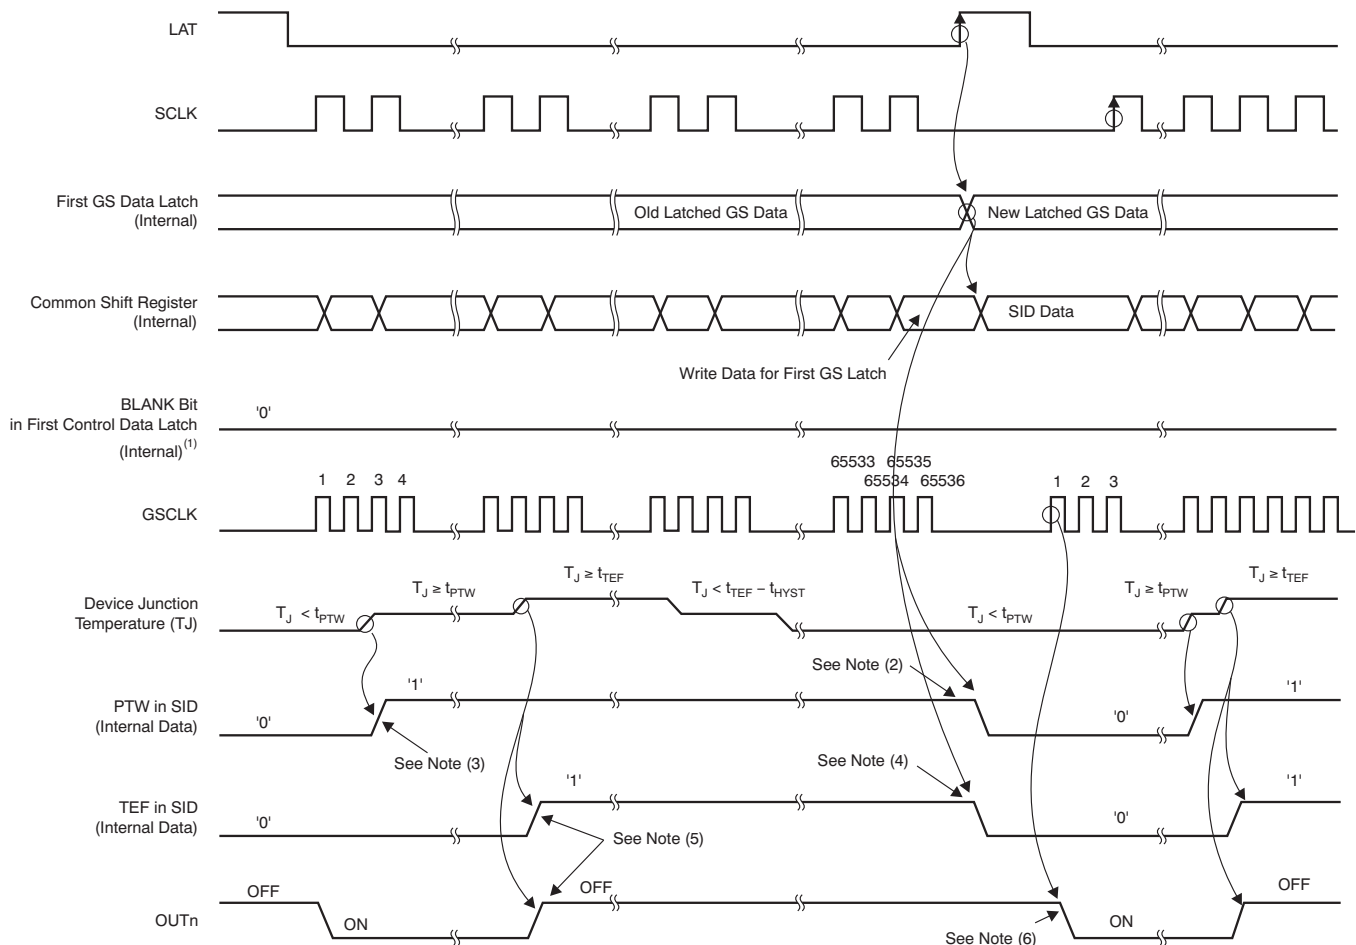 LAT
SCLK
First GS Data Latch
(Internal)
Old Latched GS Data
New Latched GS Data
Common Shift Register
(Internal)
SID Data
Write Data for First GS Latch
BLANK Bit
in First Control Data Latch
(Internal)(1)
'0'
65533 65535
65534 65536
1 2 3 4
1 2 3
GSCLK
Device Junction
Temperature (TJ)
TJ < tPTW
TJ ≥ tPTW
TJ ≥ tTEF
TJ < tTEF – tHYST
TJ < tPTW
TJ ≥ tPTW
TJ ≥ tTEF
See Note (2)
PTW in SID
(Internal Data)
'0'
'1'
'0'
'1'
See Note (3)
See Note (4)
TEF in SID
(Internal Data)
'0'
'1'
'0'
'1'
See Note (5)
OUTn
OFF
ON
OFF
ON
OFF
See Note (6)